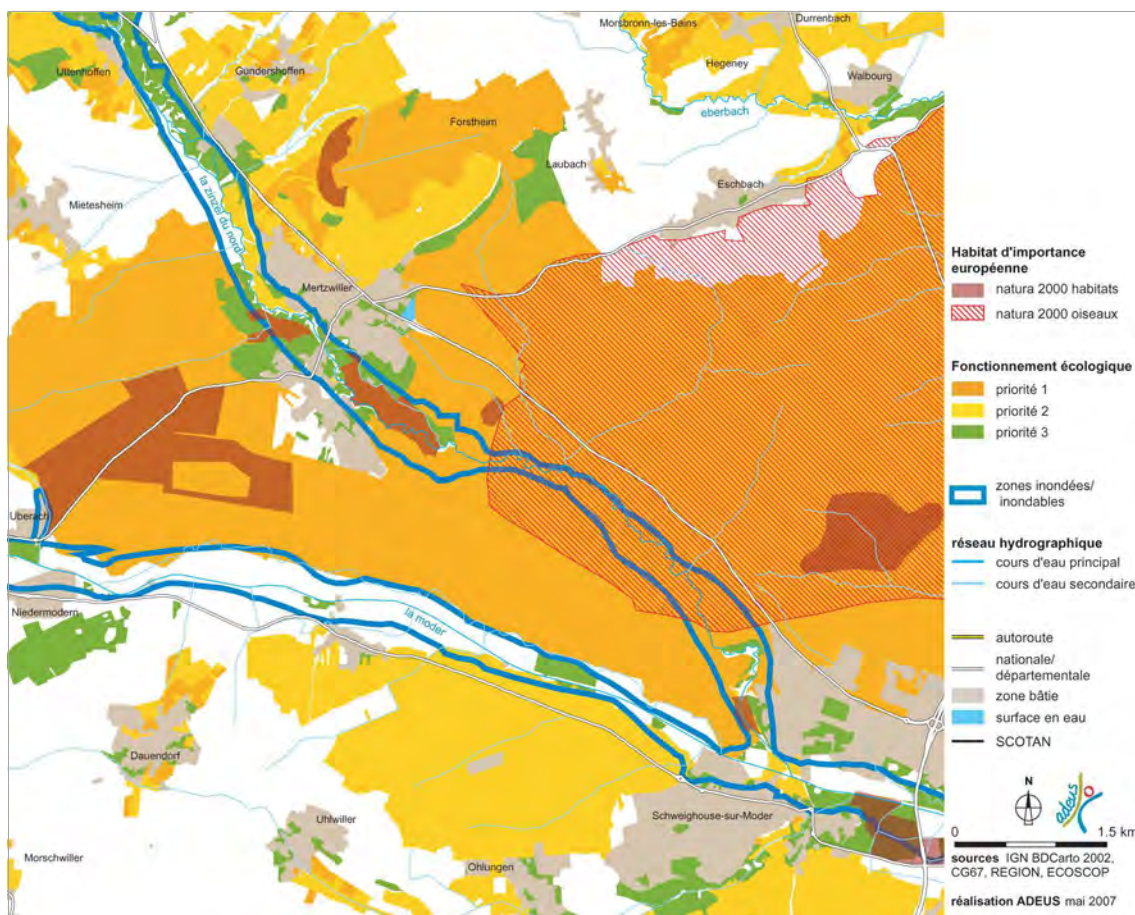 Morsbronn-les-Bains
Durrenbach
Uttenhoffen
Gundershoffen
Hegeney
Walbourg
eberbach
Forstheim
Laubach
Eschbach
Mietesheim
la zinzel du nord
Mertzwiller
Uberach
Niedermodern
la moder
Dauendorf
Uhlwiller
Schweighouse-sur-Moder
Morschwiller
Ohlungen
Habitat d'importance
européenne
natura 2000 habitats
natura 2000 oiseaux
Fonctionnement écologique
priorité 1
priorité 2
priorité 3
zones inondées/
inondables
réseau hydrographique
cours d'eau principal
cours d'eau secondaire
autoroute
nationale/
départementale
zone bâtie
surface en eau
SCOTAN
N
adeus
0 1.5 km
sources IGN BDCarto 2002,
CG67, REGION, ECOSCOP
réalisation ADEUS mai 2007